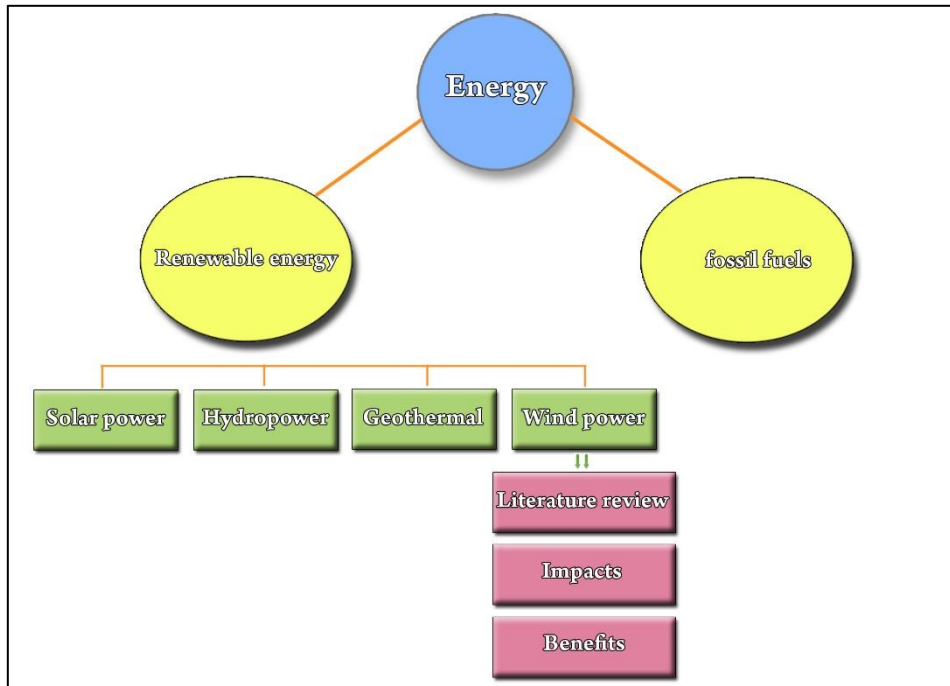 Energy
Renewable energy
fossil fuels
Solar power
Hydropower
Geothermal
Wind power
Literature review
Impacts
Benefits